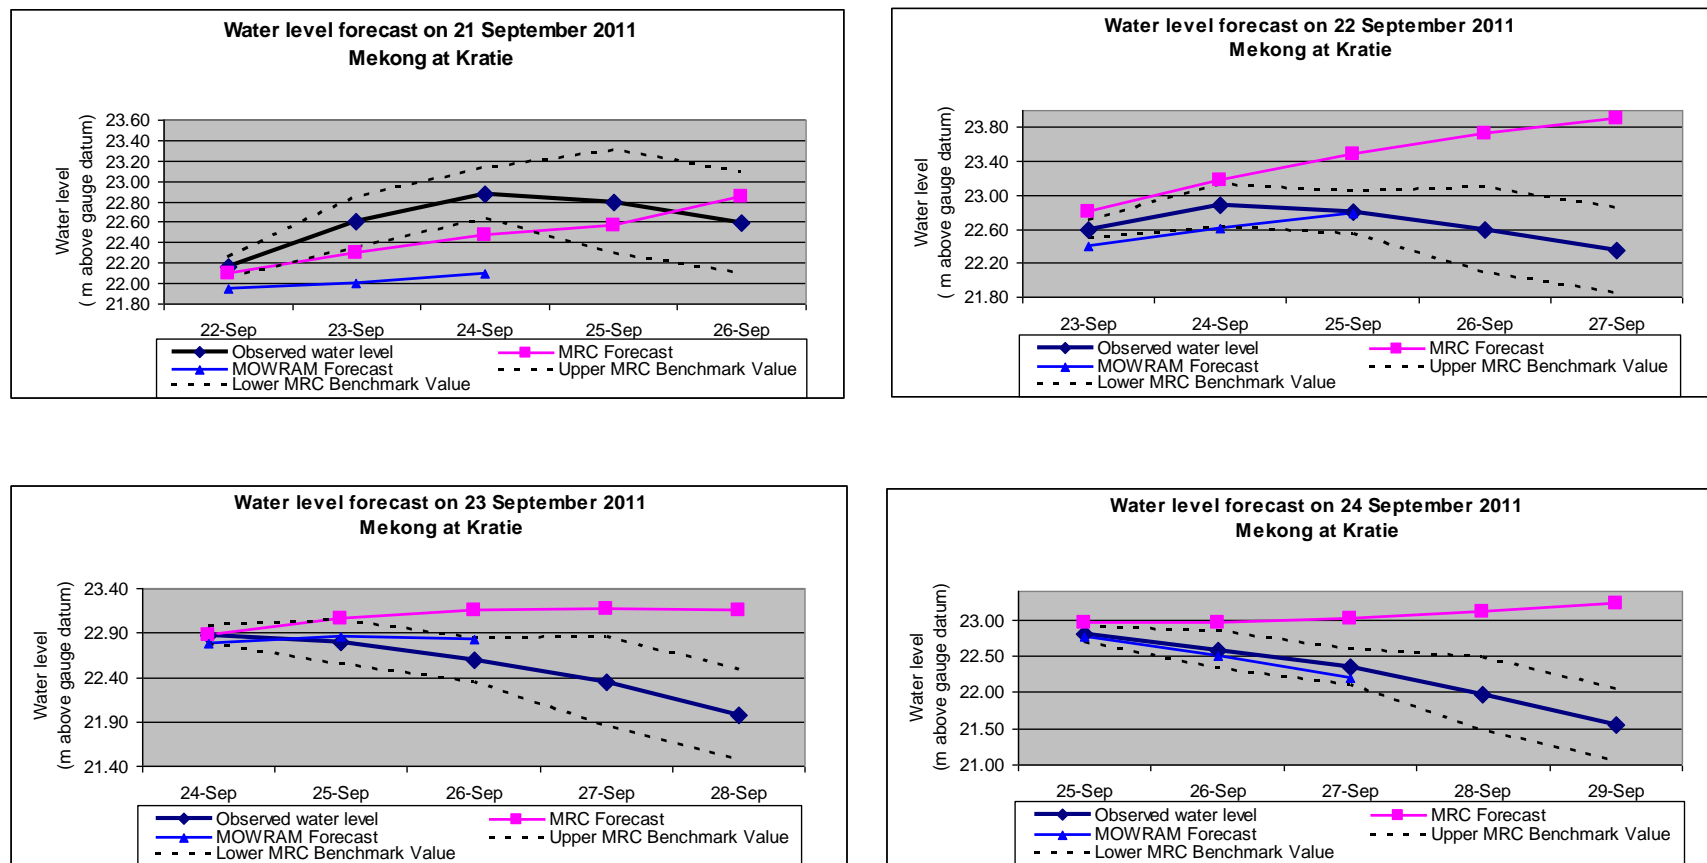 Water level forecast on 21 September 2011
Mekong at Kratie
Water level
( m above gauge datum)
23.60
23.40
23.20
23.00
22.80
22.60
22.40
22.20
22.00
21.80
22-Sep 23-Sep 24-Sep 25-Sep 26-Sep
Observed water level MRC Forecast
MOWRAM Forecast Upper MRC Benchmark Value
Lower MRC Benchmark Value
Water level forecast on 22 September 2011
Mekong at Kratie
Water level
( m above gauge datum)
23.80
23.40
23.00
22.60
22.20
21.80
23-Sep 24-Sep 25-Sep 26-Sep 27-Sep
Observed water level MRC Forecast
MOWRAM Forecast Upper MRC Benchmark Value
Lower MRC Benchmark Value
Water level forecast on 23 September 2011
Mekong at Kratie
Water level
(m above gauge datum)
23.40
22.90
22.40
21.90
21.40
24-Sep 25-Sep 26-Sep 27-Sep 28-Sep
Observed water level MRC Forecast
MOWRAM Forecast Upper MRC Benchmark Value
Lower MRC Benchmark Value
Water level forecast on 24 September 2011
Mekong at Kratie
Water level
(m above gauge datum)
23.00
22.50
22.00
21.50
21.00
25-Sep 26-Sep 27-Sep 28-Sep 29-Sep
Observed water level MRC Forecast
MOWRAM Forecast Upper MRC Benchmark Value
Lower MRC Benchmark Value